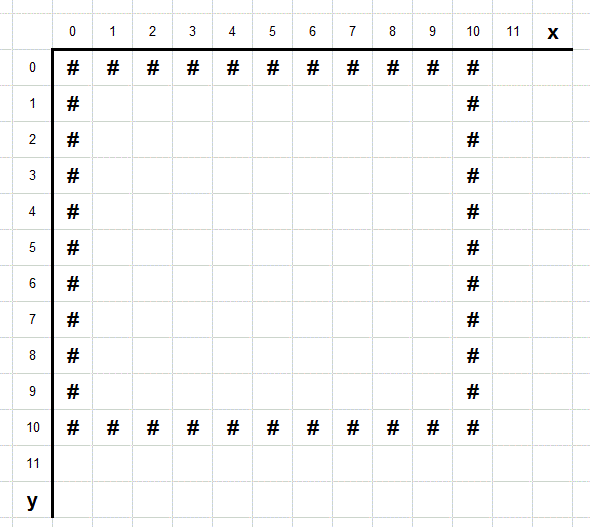 0 1 2 3 4 5 6 7 8 9 10 11 x
0 # # # # # # # # # # #
1 # #
2 # #
3 # #
4 # #
5 # #
6 # #
7 # #
8 # #
9 # #
10 # # # # # # # # # # #
11
y